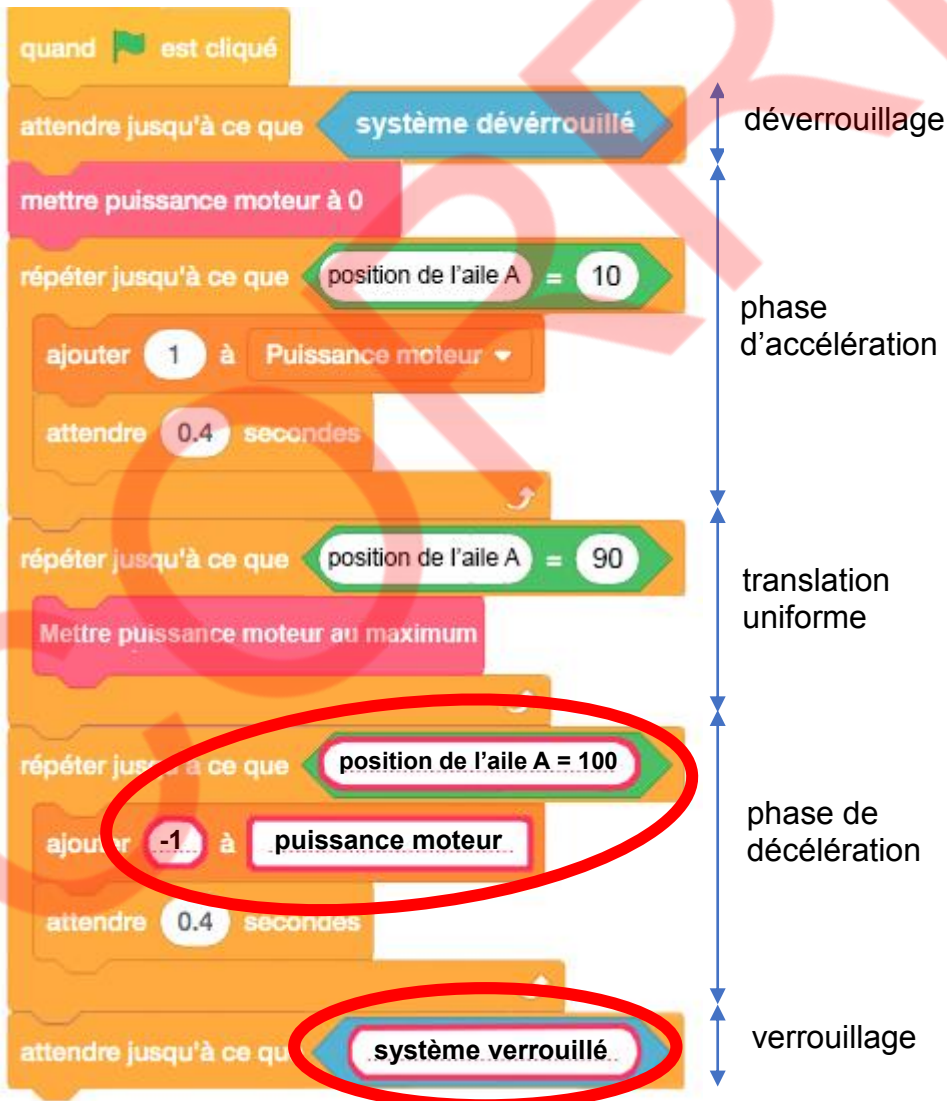 quand est cliqué
attendre jusqu'à ce que système dévérrouillé
déverrouillage
mettre puissance moteur à 0
répéter jusqu'à ce que position de l'aile A = 10
phase
d'accélération
ajouter 1 à Puissance moteur
attendre 0.4 secondes
répéter jusqu'à ce que position de l'aile A = 90
translation
uniforme
Mettre puissance moteur au maximum
répéter jusqu'à ce que position de l'aile A = 100
ajouter -1 à puissance moteur
phase de
décélération
attendre 0.4 secondes
attendre jusqu'à ce qu système verrouillé
verrouillage